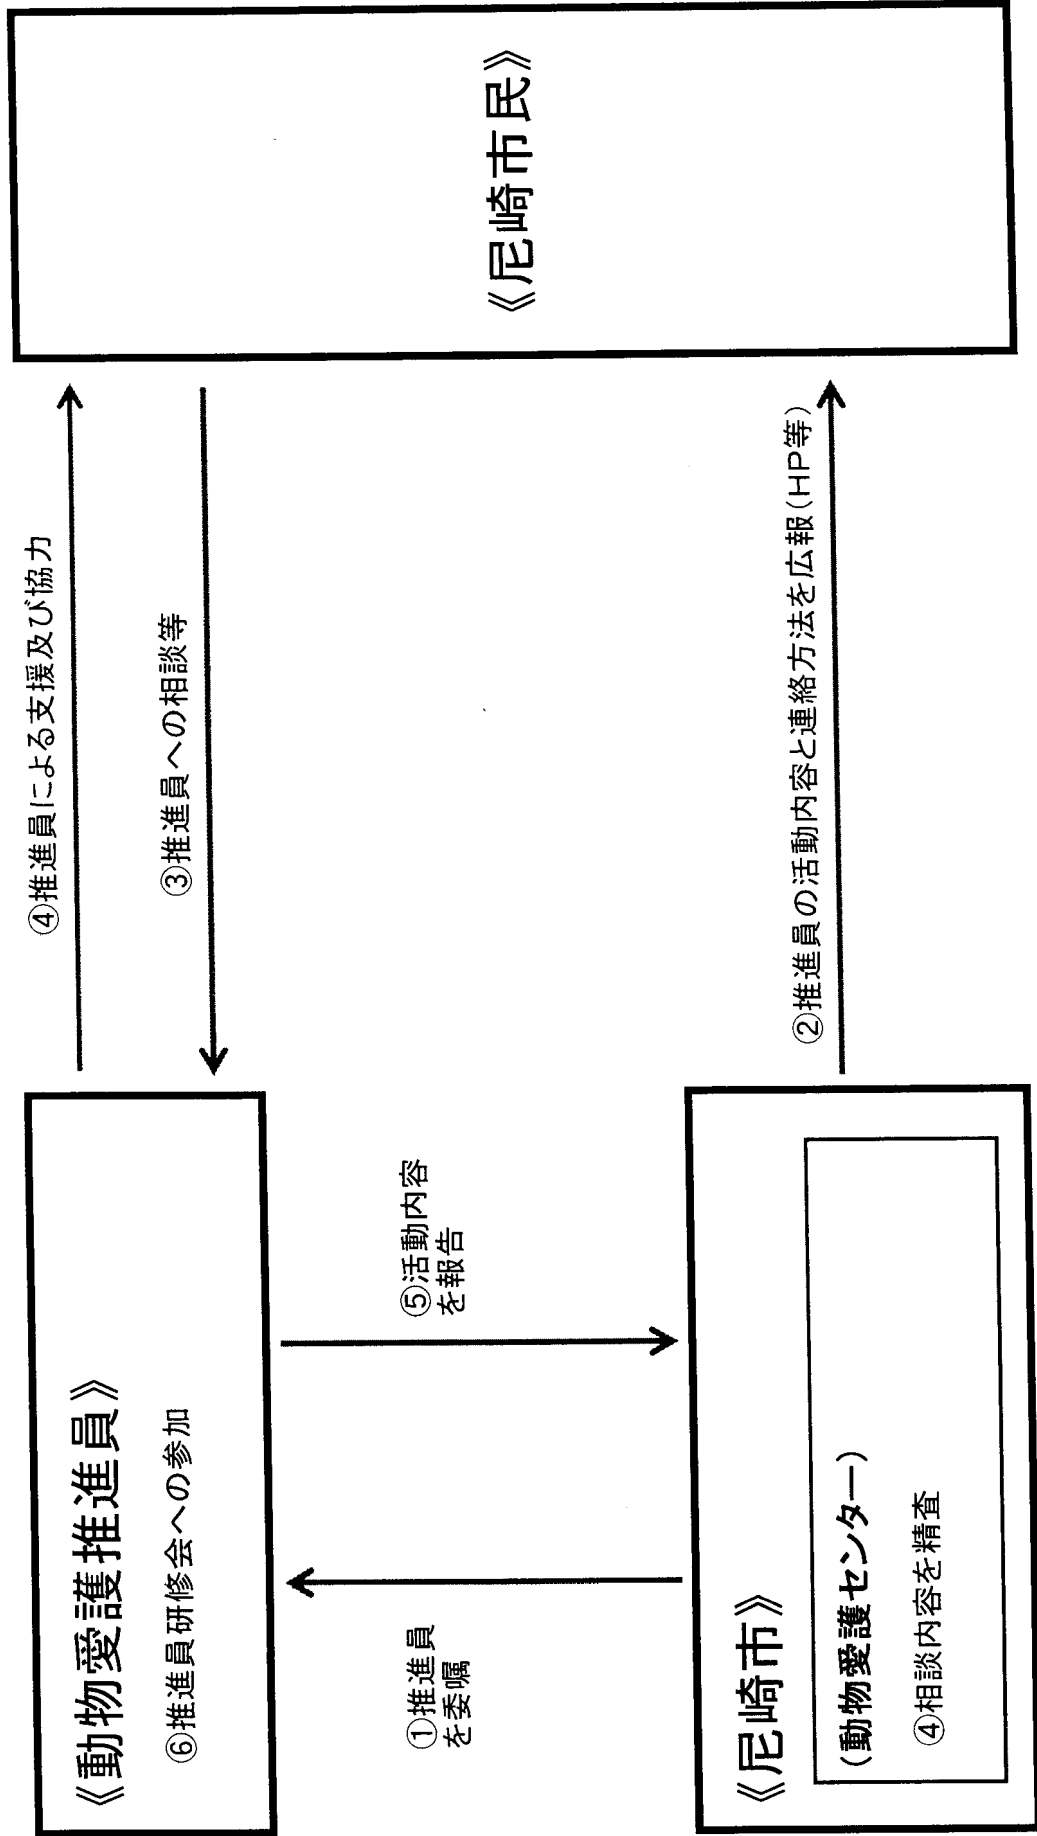 《動物愛護推進員》
⑥推進員研修会への参加
④推進員による支援及び協力
③推進員への相談等
《尼崎市民》
①推進員
を委嘱
⑤活動内容
を報告
《尼崎市》
(動物愛護センター)
④相談内容を精査
②推進員の活動内容と連絡方法を広報(HP等)